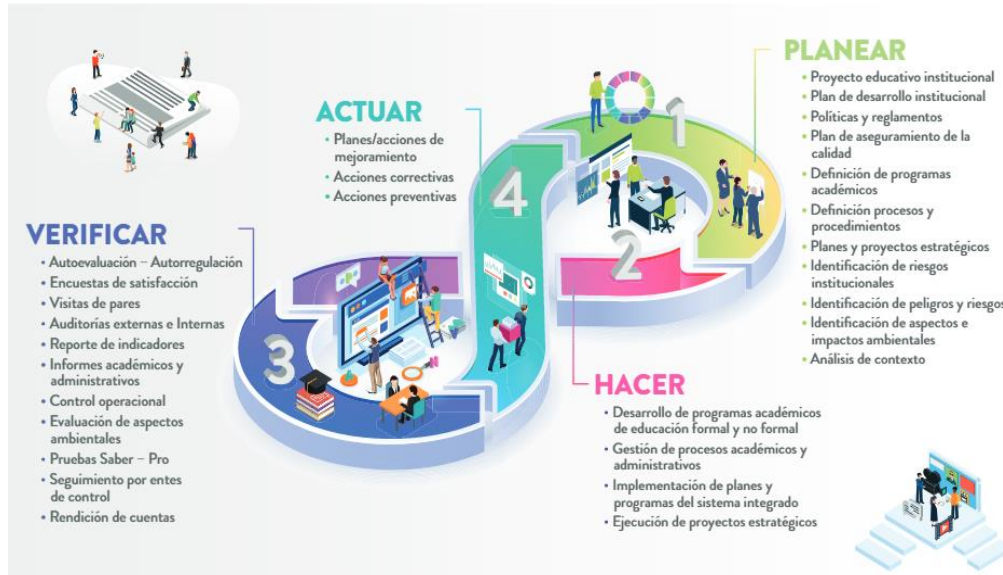 PLANEAR
• Proyecto educativo institucional
• Plan de desarrollo institucional
• Políticas y reglamentos
• Plan de aseguramiento de la
calidad
• Definición de programas
académicos
• Definición procesos y
procedimientos
• Planes y proyectos estratégicos
• Identificación de riesgos
institucionales
• Identificación de peligros y riesgos
• Identificación de aspectos e
impactos ambientales
• Análisis de contexto
1
2
HACER
• Desarrollo de programas académicos
de educación formal y no formal
• Gestión de procesos académicos y
administrativos
• Implementación de planes y
programas del sistema integrado
• Ejecución de proyectos estratégicos
3
VERIFICAR
• Autoevaluación – Autorregulación
• Encuestas de satisfacción
• Visitas de pares
• Auditorías externas e Internas
• Reporte de indicadores
• Informes académicos y
administrativos
• Control operacional
• Evaluación de aspectos
ambientales
• Pruebas Saber – Pro
• Seguimiento por entes
de control
• Rendición de cuentas
4
ACTUAR
• Planes/acciones de
mejoramiento
• Acciones correctivas
• Acciones preventivas